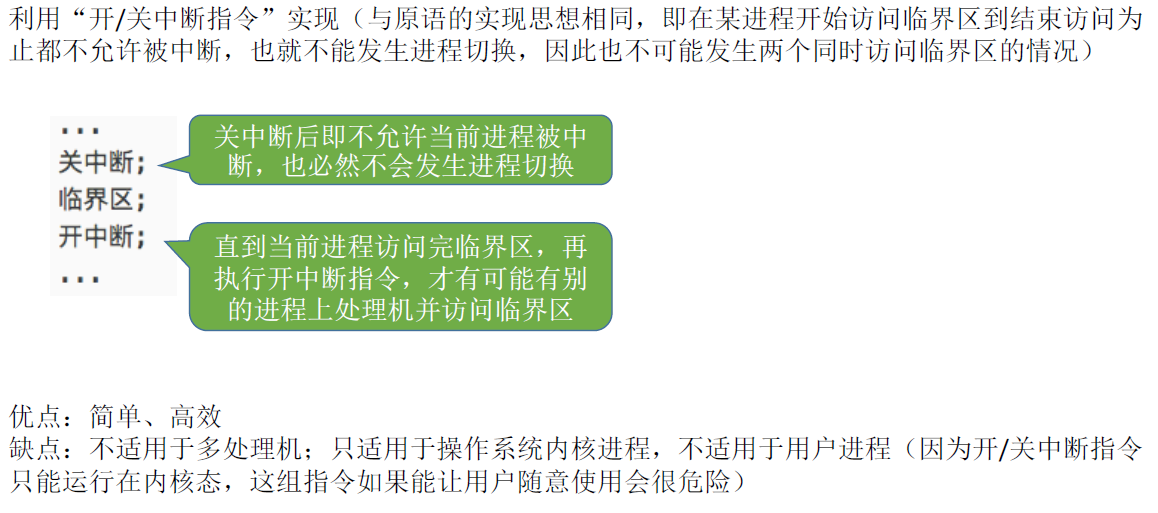 利用“开/关中断指令”实现（与原语的实现思想相同，即在某进程开始访问临界区到结束访问为
止都不允许被中断，也就不能发生进程切换，因此也不可能发生两个同时访问临界区的情况）
...
关中断;
临界区;
开中断;
...
关中断后即不允许当前进程被中
断，也必然不会发生进程切换
直到当前进程访问完临界区，再
执行开中断指令，才有可能有别
的进程上处理机并访问临界区
优点：简单、高效
缺点：不适用于多处理机；只适用于操作系统内核进程，不适用于用户进程（因为开/关中断指令
只能运行在内核态，这组指令如果能让用户随意使用会很危险）